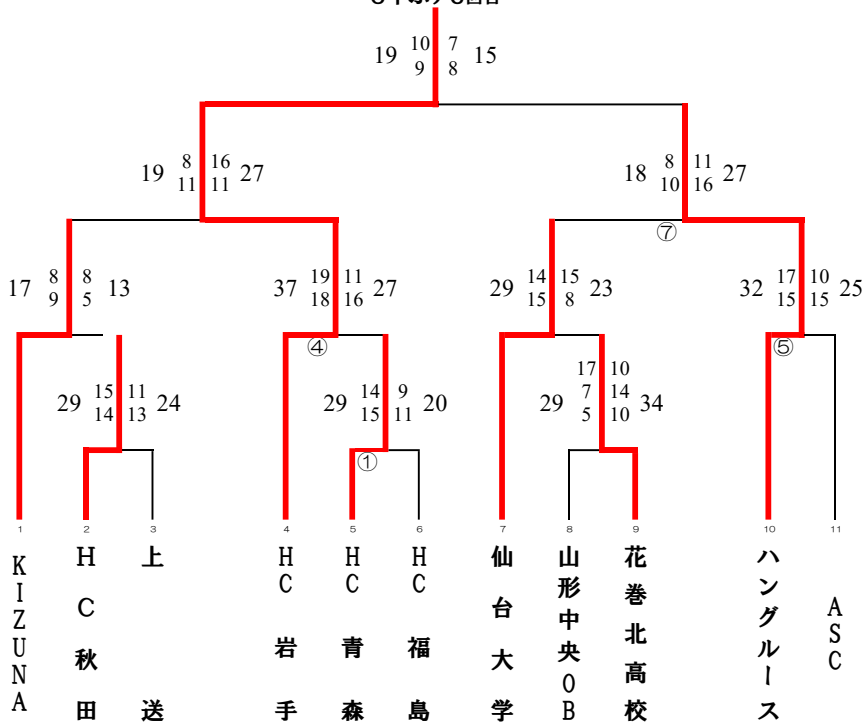 19 10 7 15
9 8
19 8 16 27 18 8 11 27
11 11 10 16
⑦
17 8 8 13 37 19 11 27 29 14 15 23 32 17 10 25
9 5 18 16 15 8 15 15
④ ⑤
29 15 11 24 29 14 9 20 29 17 10 34
14 13 15 11 7 14
5 10
①
1 2 3 4 5 6 7 8 9 10 11
KIZUNA
HC秋田
上送
HC岩手
HC青森
HC福島
仙台大学
山形中央OB
花巻北高校
ハングルース
ASC